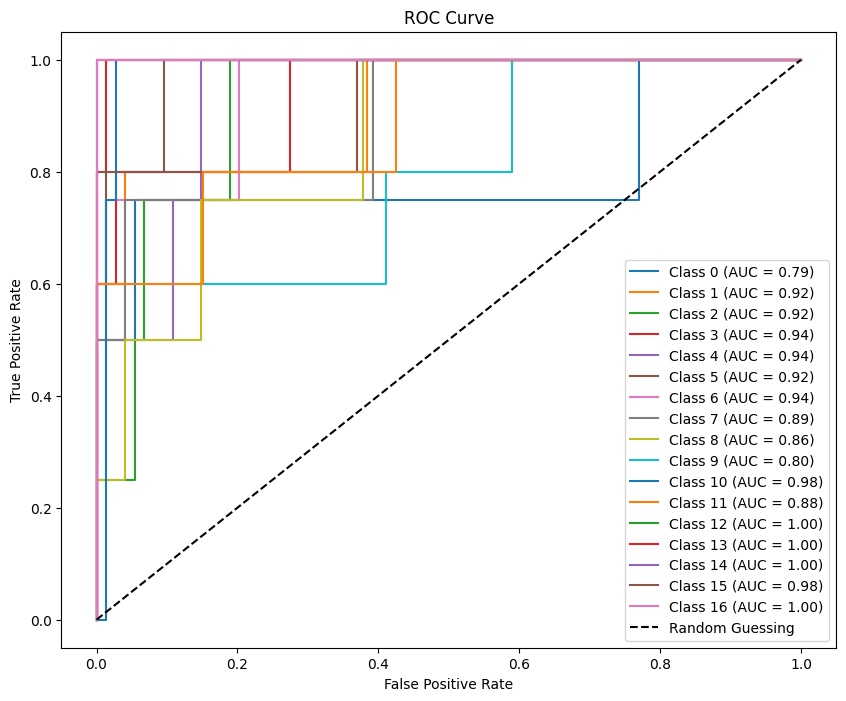 ROC Curve
1.0
0.8
0.6
0.4
0.2
0.0
True Positive Rate
0.0 0.2 0.4 0.6 0.8 1.0
False Positive Rate
Class 0 (AUC = 0.79)
Class 1 (AUC = 0.92)
Class 2 (AUC = 0.92)
Class 3 (AUC = 0.94)
Class 4 (AUC = 0.94)
Class 5 (AUC = 0.92)
Class 6 (AUC = 0.94)
Class 7 (AUC = 0.89)
Class 8 (AUC = 0.86)
Class 9 (AUC = 0.80)
Class 10 (AUC = 0.98)
Class 11 (AUC = 0.88)
Class 12 (AUC = 1.00)
Class 13 (AUC = 1.00)
Class 14 (AUC = 1.00)
Class 15 (AUC = 0.98)
Class 16 (AUC = 1.00)
Random Guessing